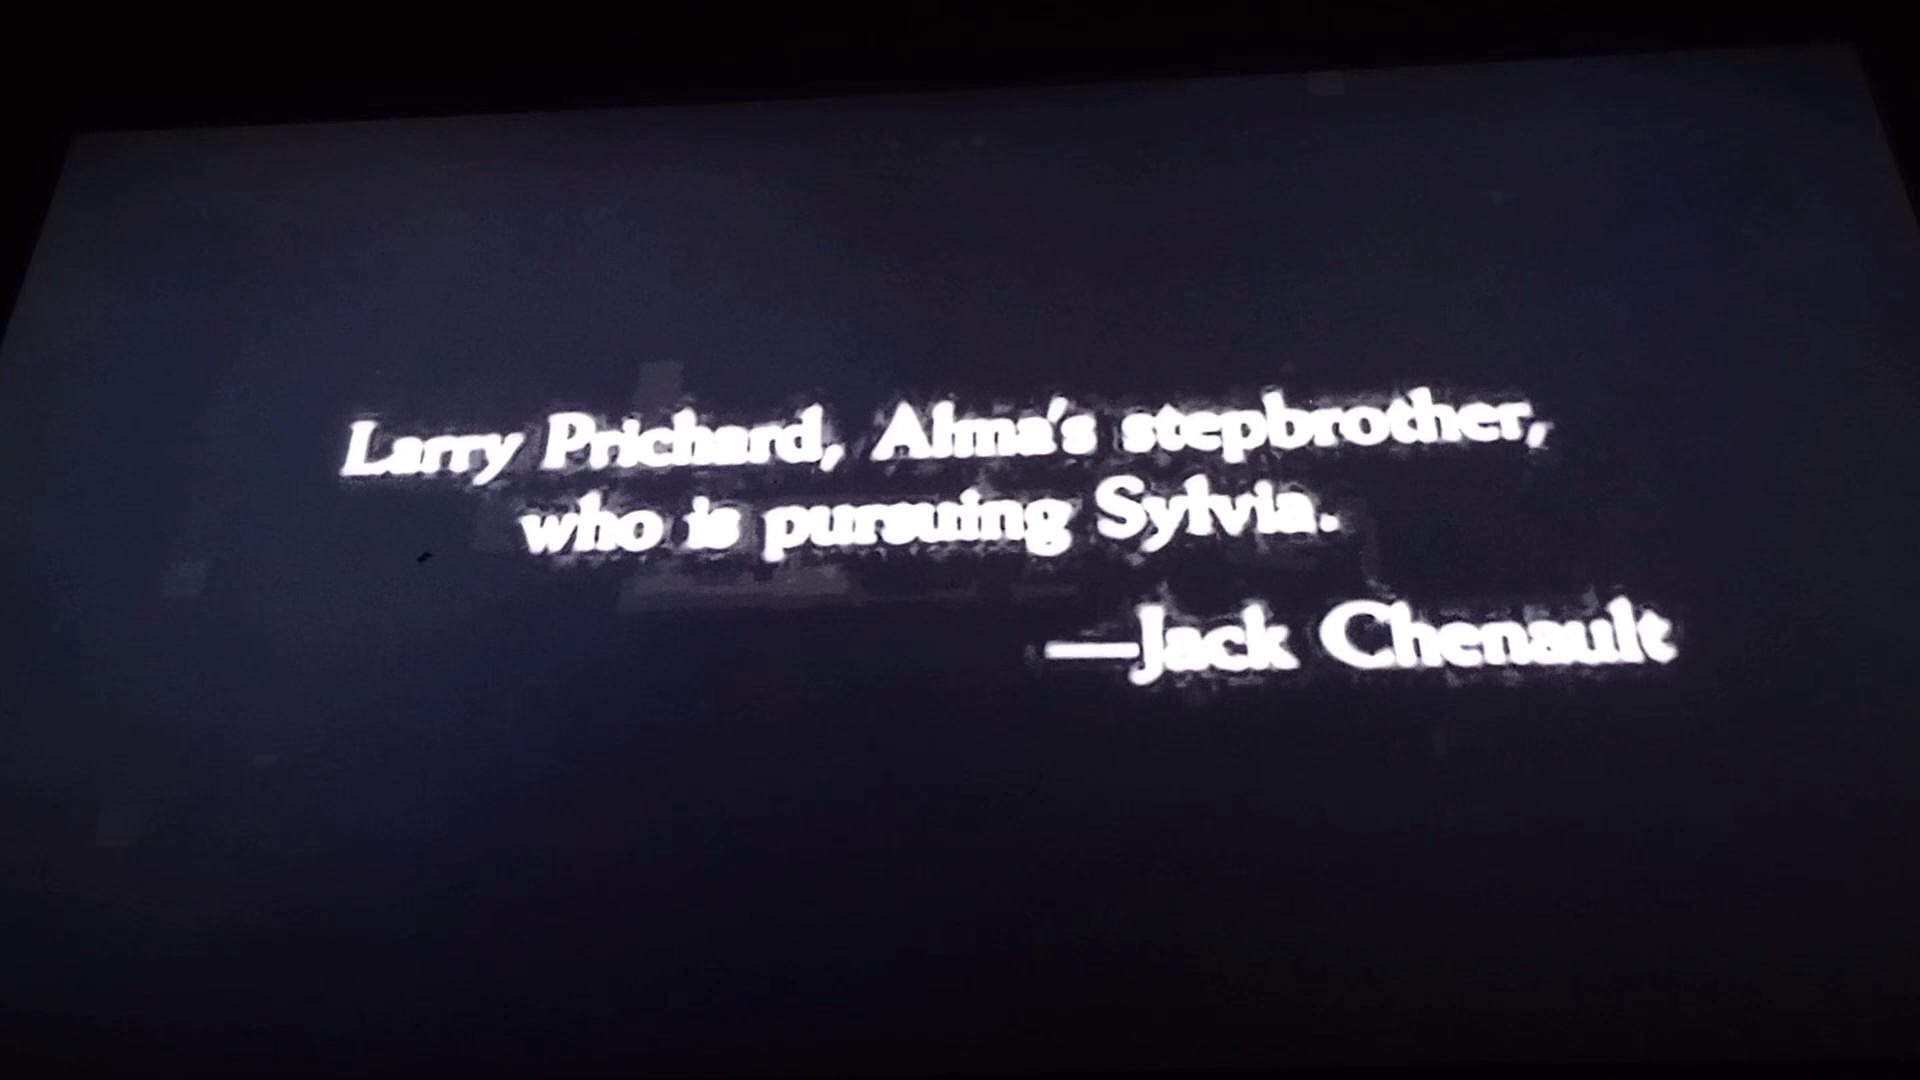 Larry Prichard, Alma's stepbrother,
who is pursuing Sylvia.
—Jack Chenault